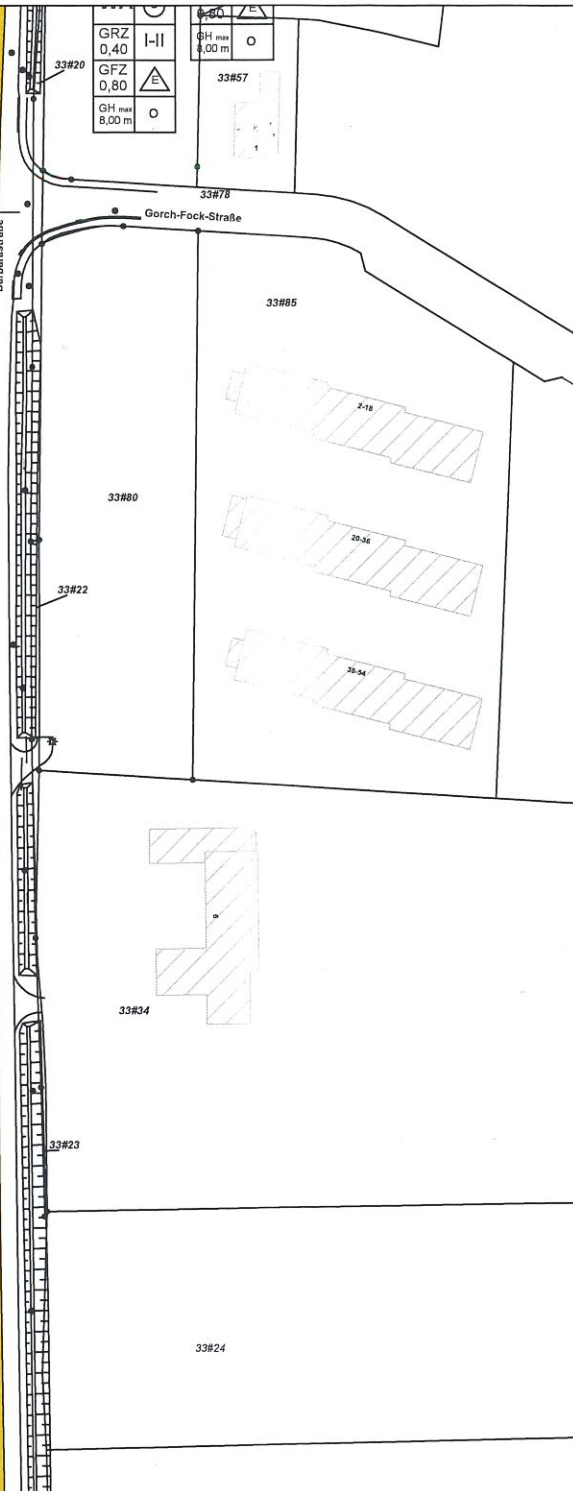 0,80
E
GRZ
0,40
I-II
GH max
8,00 m
O
33#20
33#57
GFZ
0,80
E
GH max
8,00 m
O
1
33#78
Gorch-Fock-Straße
Barbarastraße
33#85
2-18
33#80
20-36
33#22
38-54
9
33#34
33#23
33#24